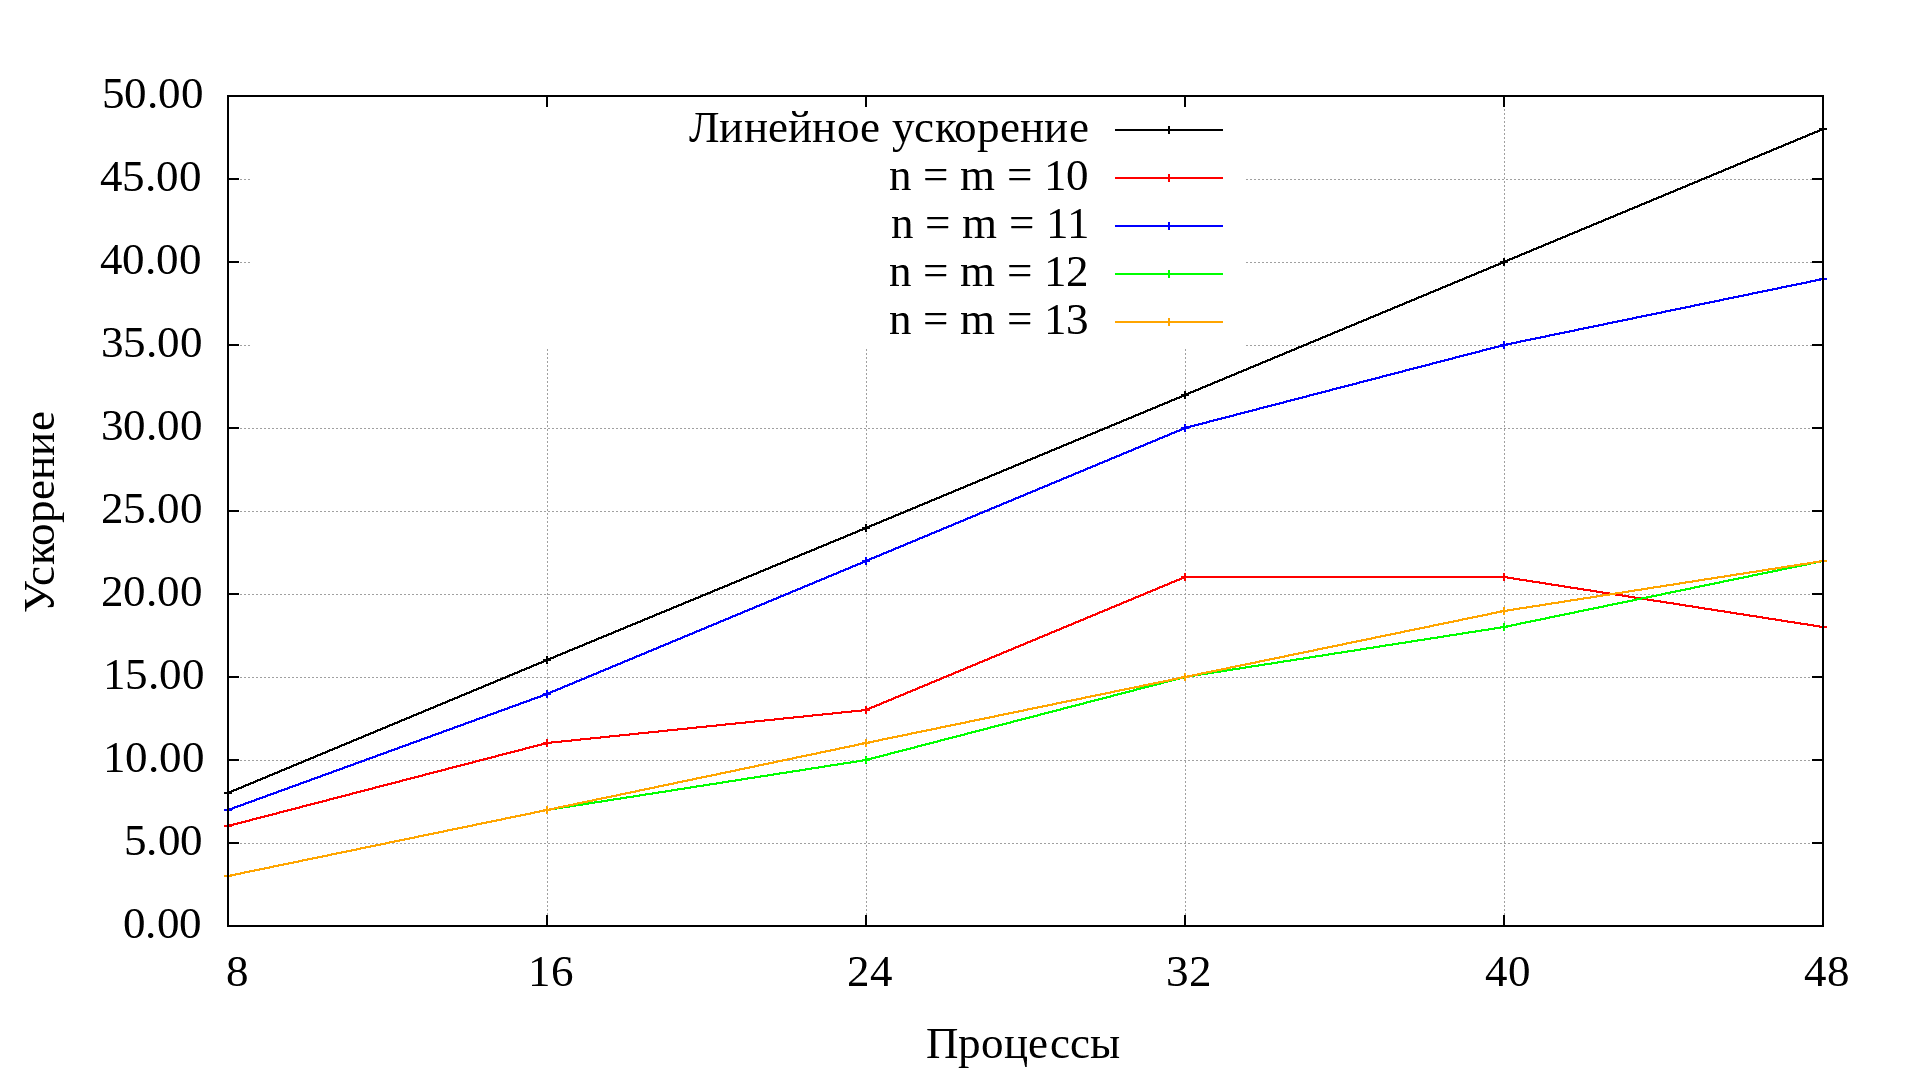 50.00
45.00
40.00
35.00
30.00
25.00
20.00
15.00
10.00
5.00
0.00
Линейное ускорение
n = m = 10
n = m = 11
n = m = 12
n = m = 13
Ускорение
8 16 24 32 40 48
Процессы